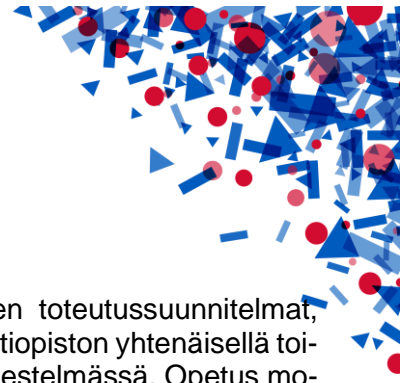 en toteutussuunnitelmat,
tiopiston yhtenäisellä toi-
estelmässä. Opetus mo-